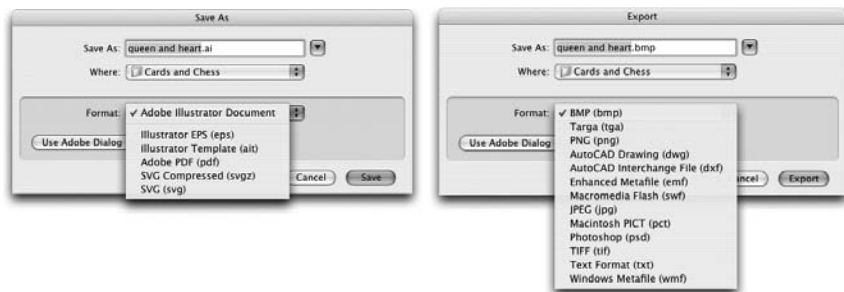 Save As
Save As: queen and heart.ai
Where: Cards and Chess
Format: ✓ Adobe Illustrator Document
Illustrator EPS (eps)
Illustrator Template (ait)
Adobe PDF (pdf)
SVG Compressed (svgz)
SVG (svg)
Use Adobe Dialog
Cancel
Save
Export
Save As: queen and heart.bmp
Where: Cards and Chess
Format: ✓ BMP (bmp)
Targa (tga)
PNG (png)
AutoCAD Drawing (dwg)
AutoCAD Interchange File (dxf)
Enhanced Metafile (emf)
Macromedia Flash (swf)
JPEG (jpg)
Macintosh PICT (pct)
Photoshop (psd)
TIFF (tif)
Text Format (txt)
Windows Metafile (wmf)
Use Adobe Dialog
ncel
Export